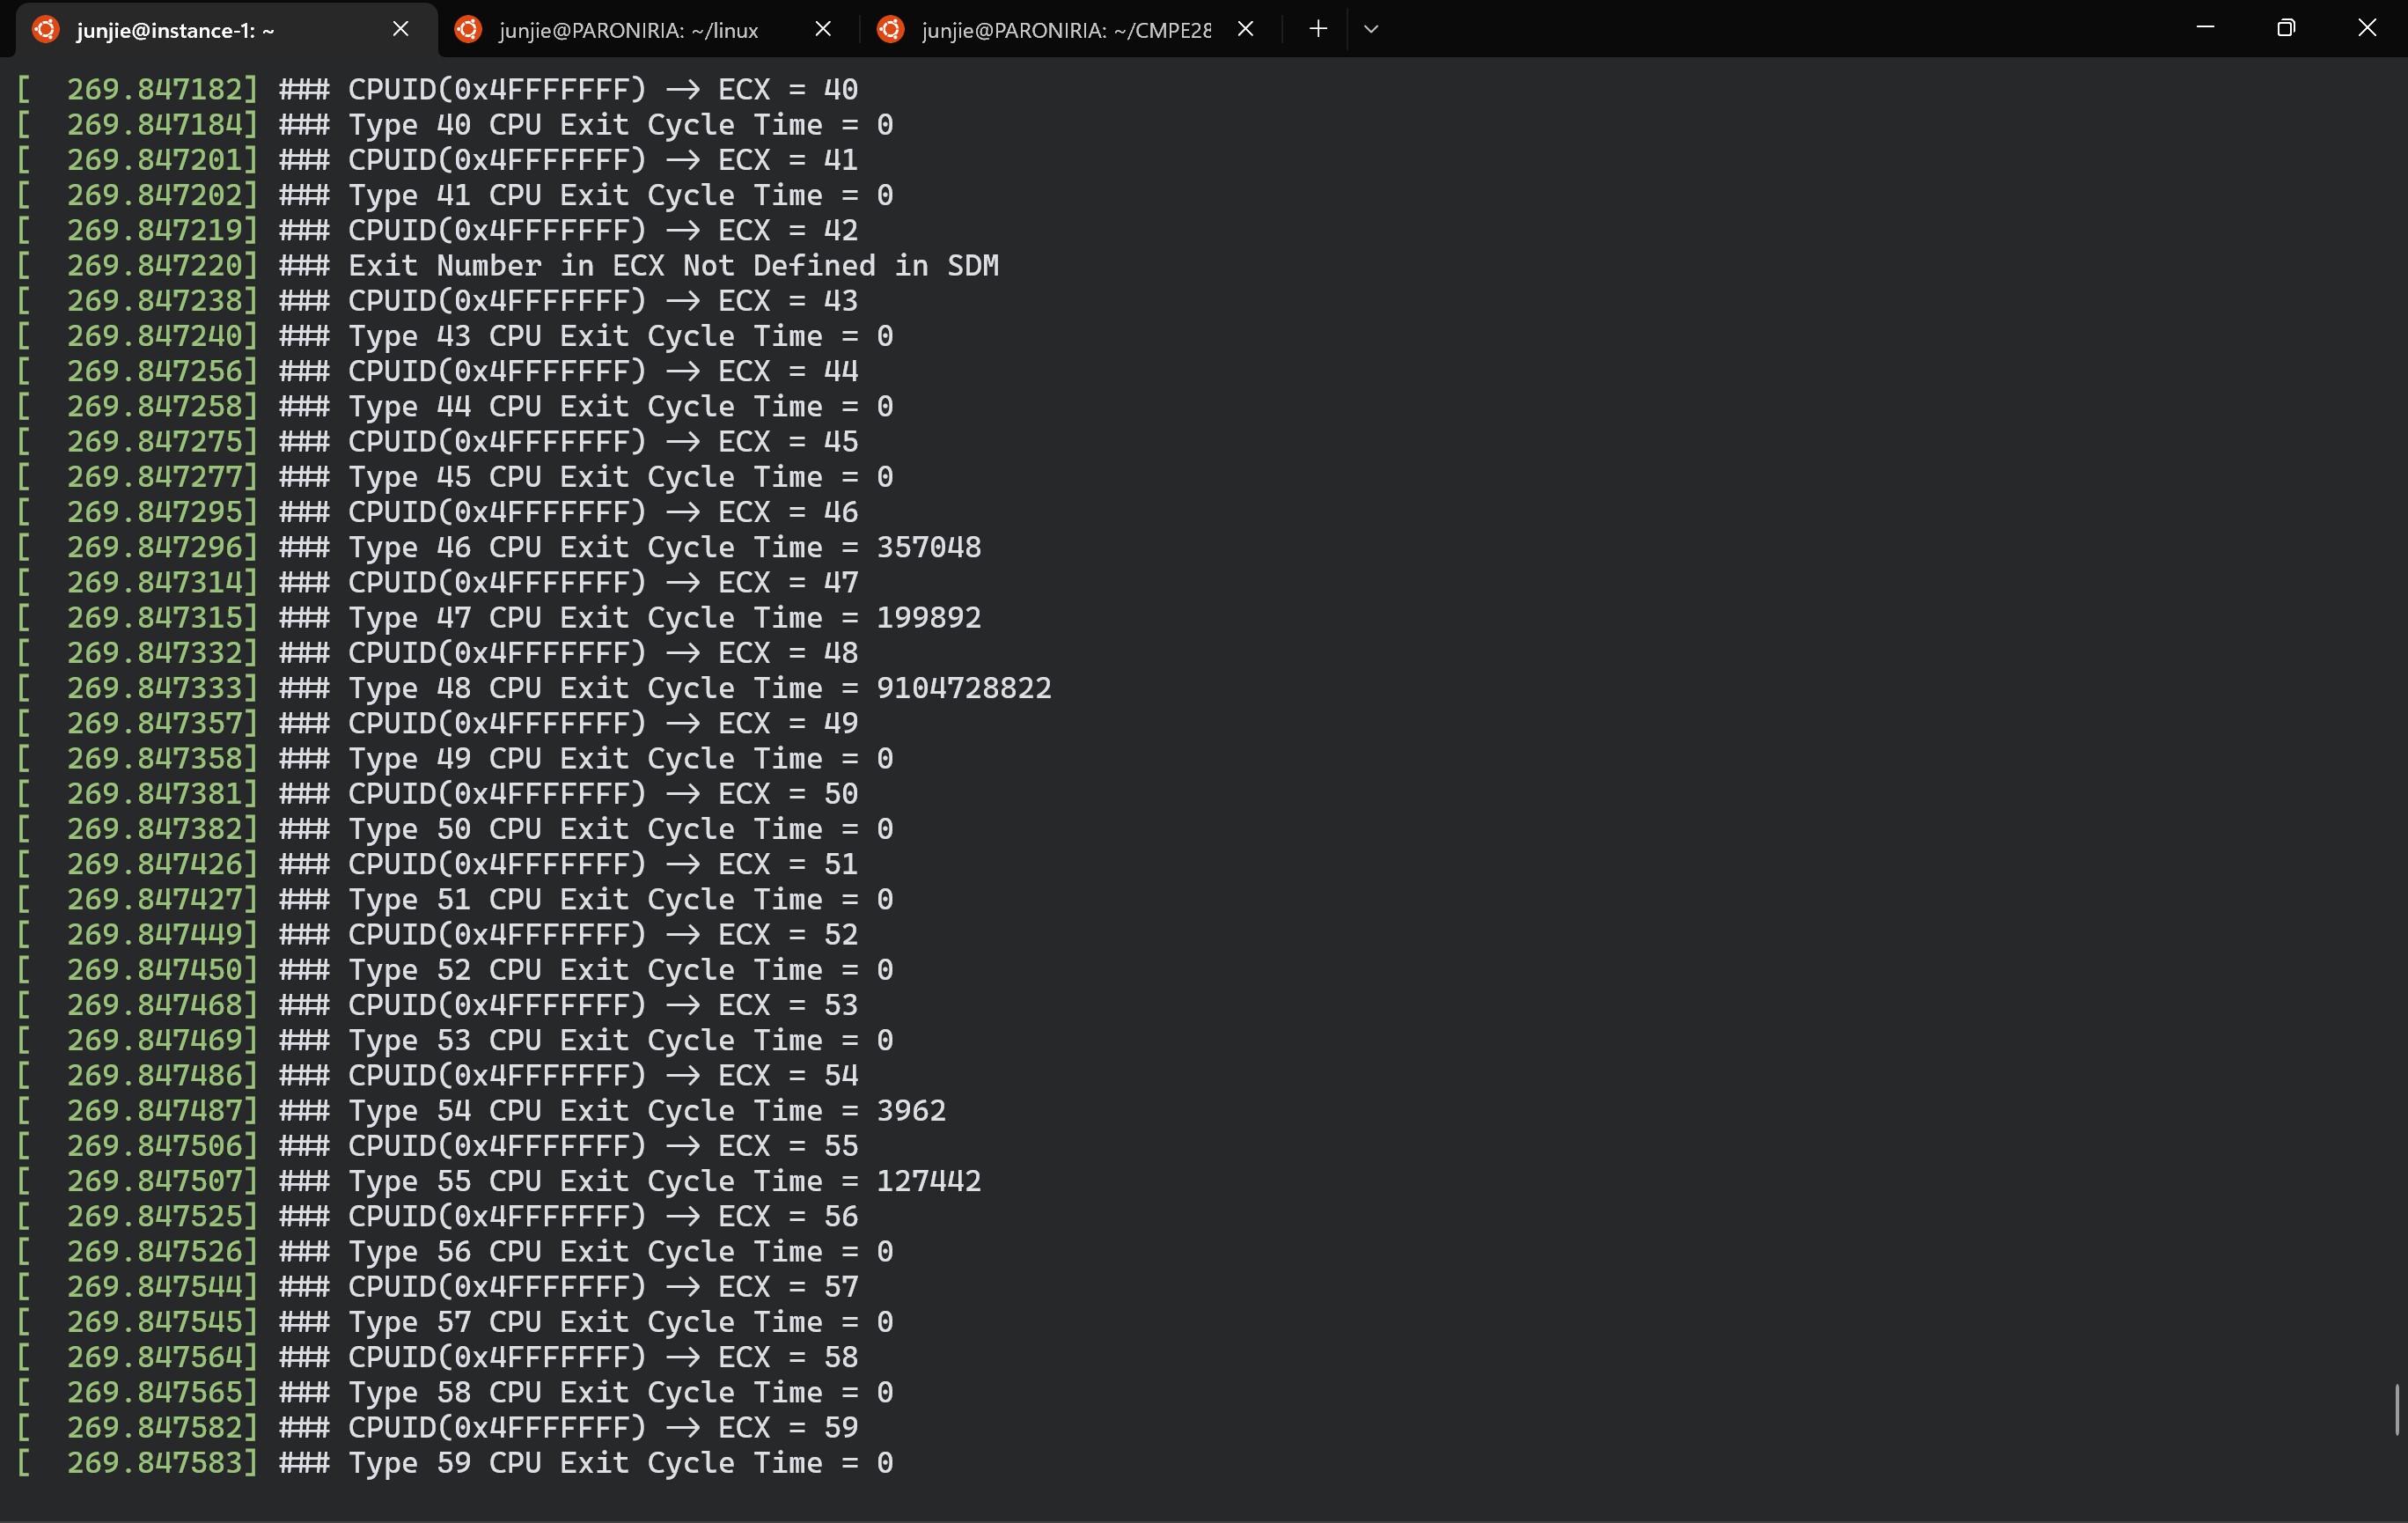 junjie@instance-1: ~
junjie@PARONIRIA: ~/linux
junjie@PARONIRIA: ~/CMPE28
[  269.847182] ### CPUID(0x4FFFFFFF) → ECX = 40
[  269.847184] ### Type 40 CPU Exit Cycle Time = 0
[  269.847201] ### CPUID(0x4FFFFFFF) → ECX = 41
[  269.847202] ### Type 41 CPU Exit Cycle Time = 0
[  269.847219] ### CPUID(0x4FFFFFFF) → ECX = 42
[  269.847220] ### Exit Number in ECX Not Defined in SDM
[  269.847238] ### CPUID(0x4FFFFFFF) → ECX = 43
[  269.847240] ### Type 43 CPU Exit Cycle Time = 0
[  269.847256] ### CPUID(0x4FFFFFFF) → ECX = 44
[  269.847258] ### Type 44 CPU Exit Cycle Time = 0
[  269.847275] ### CPUID(0x4FFFFFFF) → ECX = 45
[  269.847277] ### Type 45 CPU Exit Cycle Time = 0
[  269.847295] ### CPUID(0x4FFFFFFF) → ECX = 46
[  269.847296] ### Type 46 CPU Exit Cycle Time = 357048
[  269.847314] ### CPUID(0x4FFFFFFF) → ECX = 47
[  269.847315] ### Type 47 CPU Exit Cycle Time = 199892
[  269.847332] ### CPUID(0x4FFFFFFF) → ECX = 48
[  269.847333] ### Type 48 CPU Exit Cycle Time = 9104728822
[  269.847357] ### CPUID(0x4FFFFFFF) → ECX = 49
[  269.847358] ### Type 49 CPU Exit Cycle Time = 0
[  269.847381] ### CPUID(0x4FFFFFFF) → ECX = 50
[  269.847382] ### Type 50 CPU Exit Cycle Time = 0
[  269.847426] ### CPUID(0x4FFFFFFF) → ECX = 51
[  269.847427] ### Type 51 CPU Exit Cycle Time = 0
[  269.847449] ### CPUID(0x4FFFFFFF) → ECX = 52
[  269.847450] ### Type 52 CPU Exit Cycle Time = 0
[  269.847468] ### CPUID(0x4FFFFFFF) → ECX = 53
[  269.847469] ### Type 53 CPU Exit Cycle Time = 0
[  269.847486] ### CPUID(0x4FFFFFFF) → ECX = 54
[  269.847487] ### Type 54 CPU Exit Cycle Time = 3962
[  269.847506] ### CPUID(0x4FFFFFFF) → ECX = 55
[  269.847507] ### Type 55 CPU Exit Cycle Time = 127442
[  269.847525] ### CPUID(0x4FFFFFFF) → ECX = 56
[  269.847526] ### Type 56 CPU Exit Cycle Time = 0
[  269.847544] ### CPUID(0x4FFFFFFF) → ECX = 57
[  269.847545] ### Type 57 CPU Exit Cycle Time = 0
[  269.847564] ### CPUID(0x4FFFFFFF) → ECX = 58
[  269.847565] ### Type 58 CPU Exit Cycle Time = 0
[  269.847582] ### CPUID(0x4FFFFFFF) → ECX = 59
[  269.847583] ### Type 59 CPU Exit Cycle Time = 0